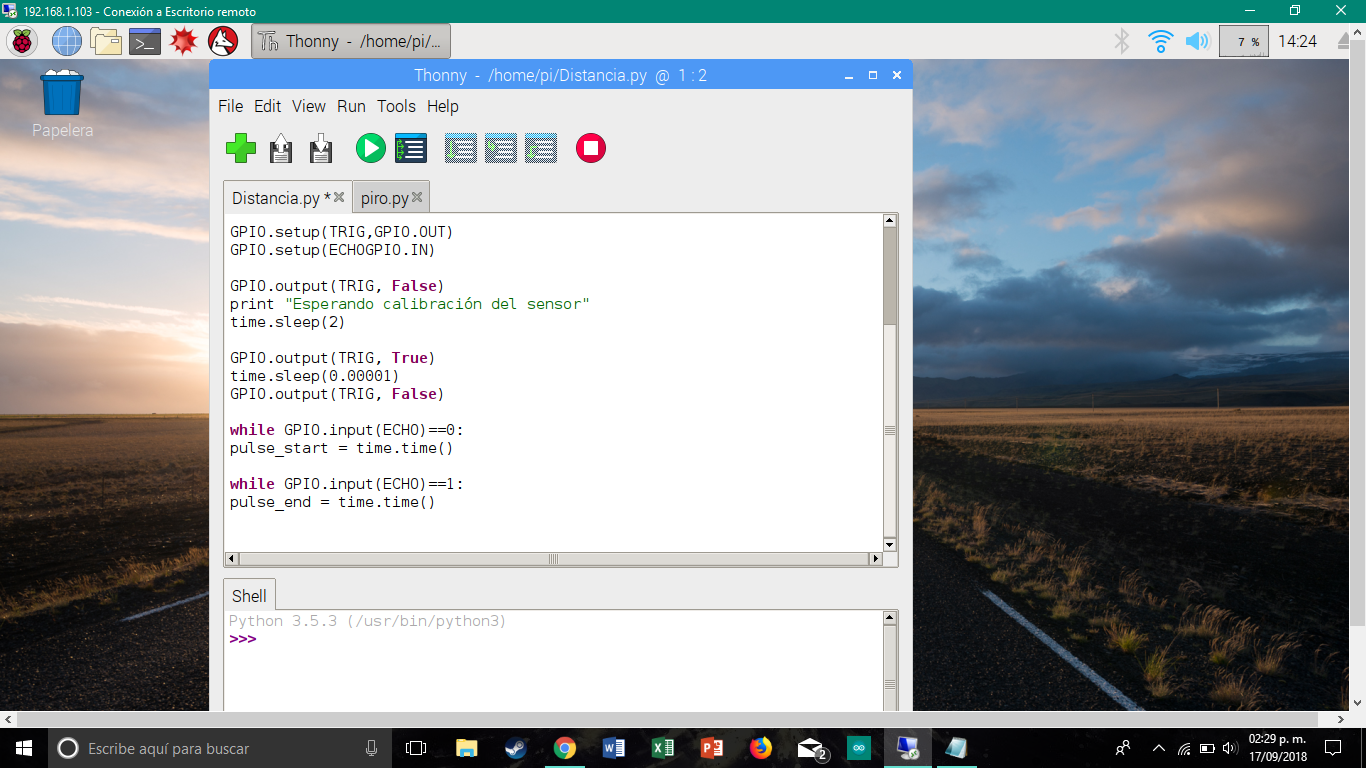 192.168.1.103 - Conexión a Escritorio remoto
Thonny - /home/pi/...
7 %
14:24
Papelera
Thonny - /home/pi/Distancia.py @ 1 : 2
File Edit View Run Tools Help
Distancia.py *
piro.py
GPIO.setup(TRIG,GPIO.OUT)
GPIO.setup(ECHOGPIO.IN)
GPIO.output(TRIG, False)
print "Esperando calibración del sensor"
time.sleep(2)
GPIO.output(TRIG, True)
time.sleep(0.00001)
GPIO.output(TRIG, False)
while GPIO.input(ECHO)==0:
pulse_start = time.time()
while GPIO.input(ECHO)==1:
pulse_end = time.time()
Shell
Python 3.5.3 (/usr/bin/python3)
>>>
Escribe aquí para buscar
2
02:29 p. m.
17/09/2018